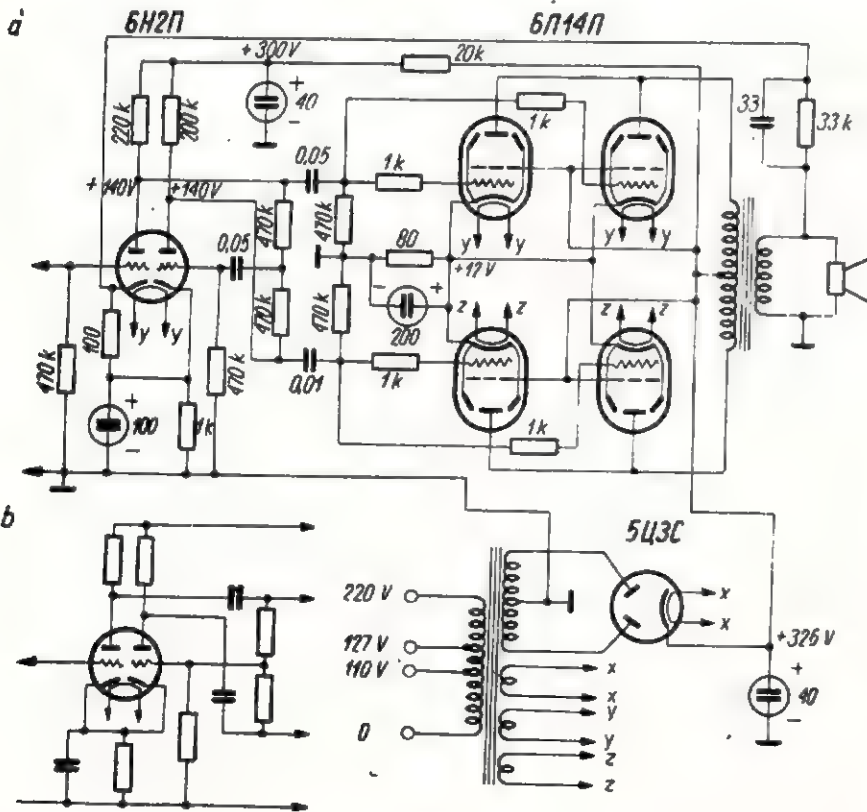 a
6Н2П
6П14П
+300V
20k
220k
200k
+
40
-
1k
33
33k
0,05
1k
+140V
+140V
470k
470k
y
y
y
y
0,05
80
+12V
-
+
200
z
z
z
z
y
y
470k
100
470k
470k
470k
0,01
1k
+
100
-
1k
1k
b
5Ц3С
220 V
127 V
110 V
0
x
x
+326 V
x
x
y
y
z
z
+
40
-